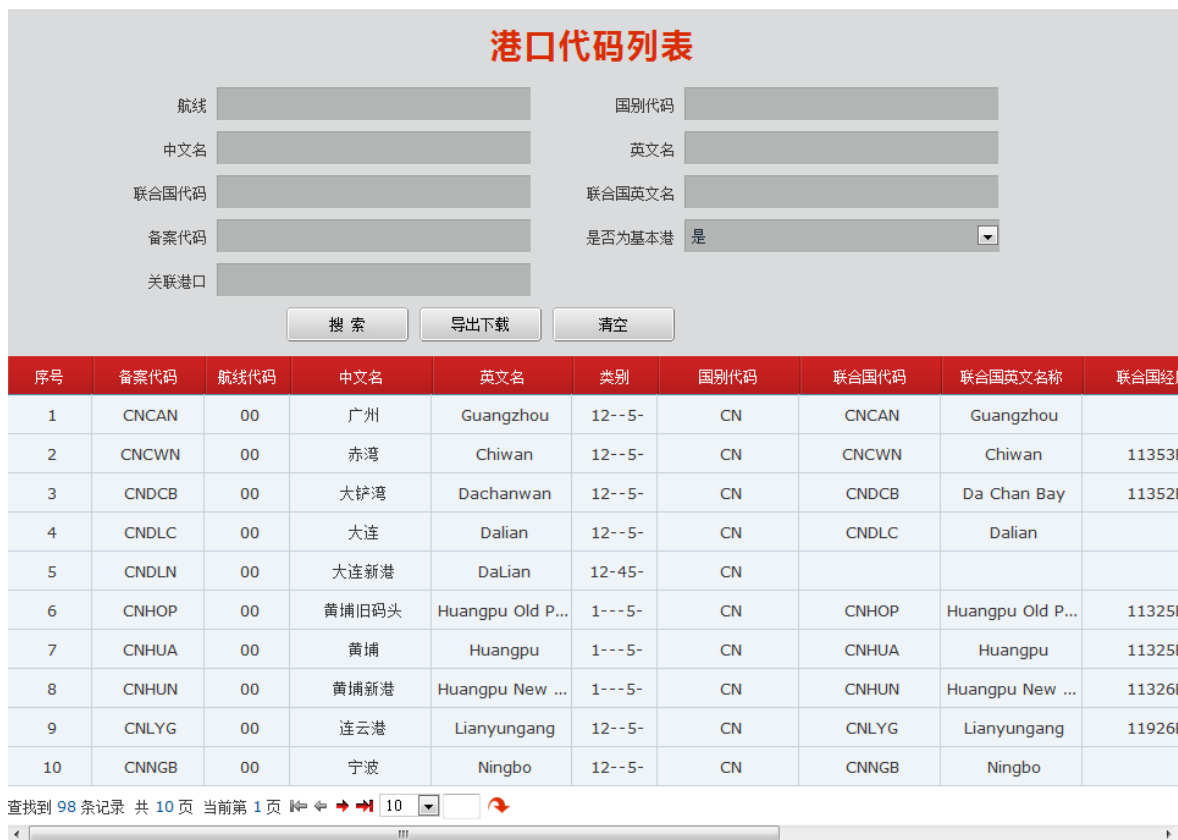 港口代码列表
航线 国别代码
中文名 英文名
联合国代码 联合国英文名
备案代码 是否为基本港 是
关联港口
搜 索 导出下载 清空
序号 备案代码 航线代码 中文名 英文名 类别 国别代码 联合国代码 联合国英文名称 联合国经
1 CNCAN 00 广州 Guangzhou 12--5- CN CNCAN Guangzhou
2 CNCWN 00 赤湾 Chiwan 12--5- CN CNCWN Chiwan 11353
3 CNDCB 00 大铲湾 Dachanwan 12--5- CN CNDCB Da Chan Bay 11352
4 CNDLC 00 大连 Dalian 12--5- CN CNDLC Dalian
5 CNDLN 00 大连新港 DaLian 12-45- CN
6 CNHOP 00 黄埔旧码头 Huangpu Old P... 1---5- CN CNHOP Huangpu Old P... 11325
7 CNHUA 00 黄埔 Huangpu 1---5- CN CNHUA Huangpu 11325
8 CNHUN 00 黄埔新港 Huangpu New ... 1---5- CN CNHUN Huangpu New ... 11326
9 CNLYG 00 连云港 Lianyungang 12--5- CN CNLYG Lianyungang 11926
10 CNNGB 00 宁波 Ningbo 12--5- CN CNNGB Ningbo
查找到 98 条记录 共 10 页 当前第 1 页 10